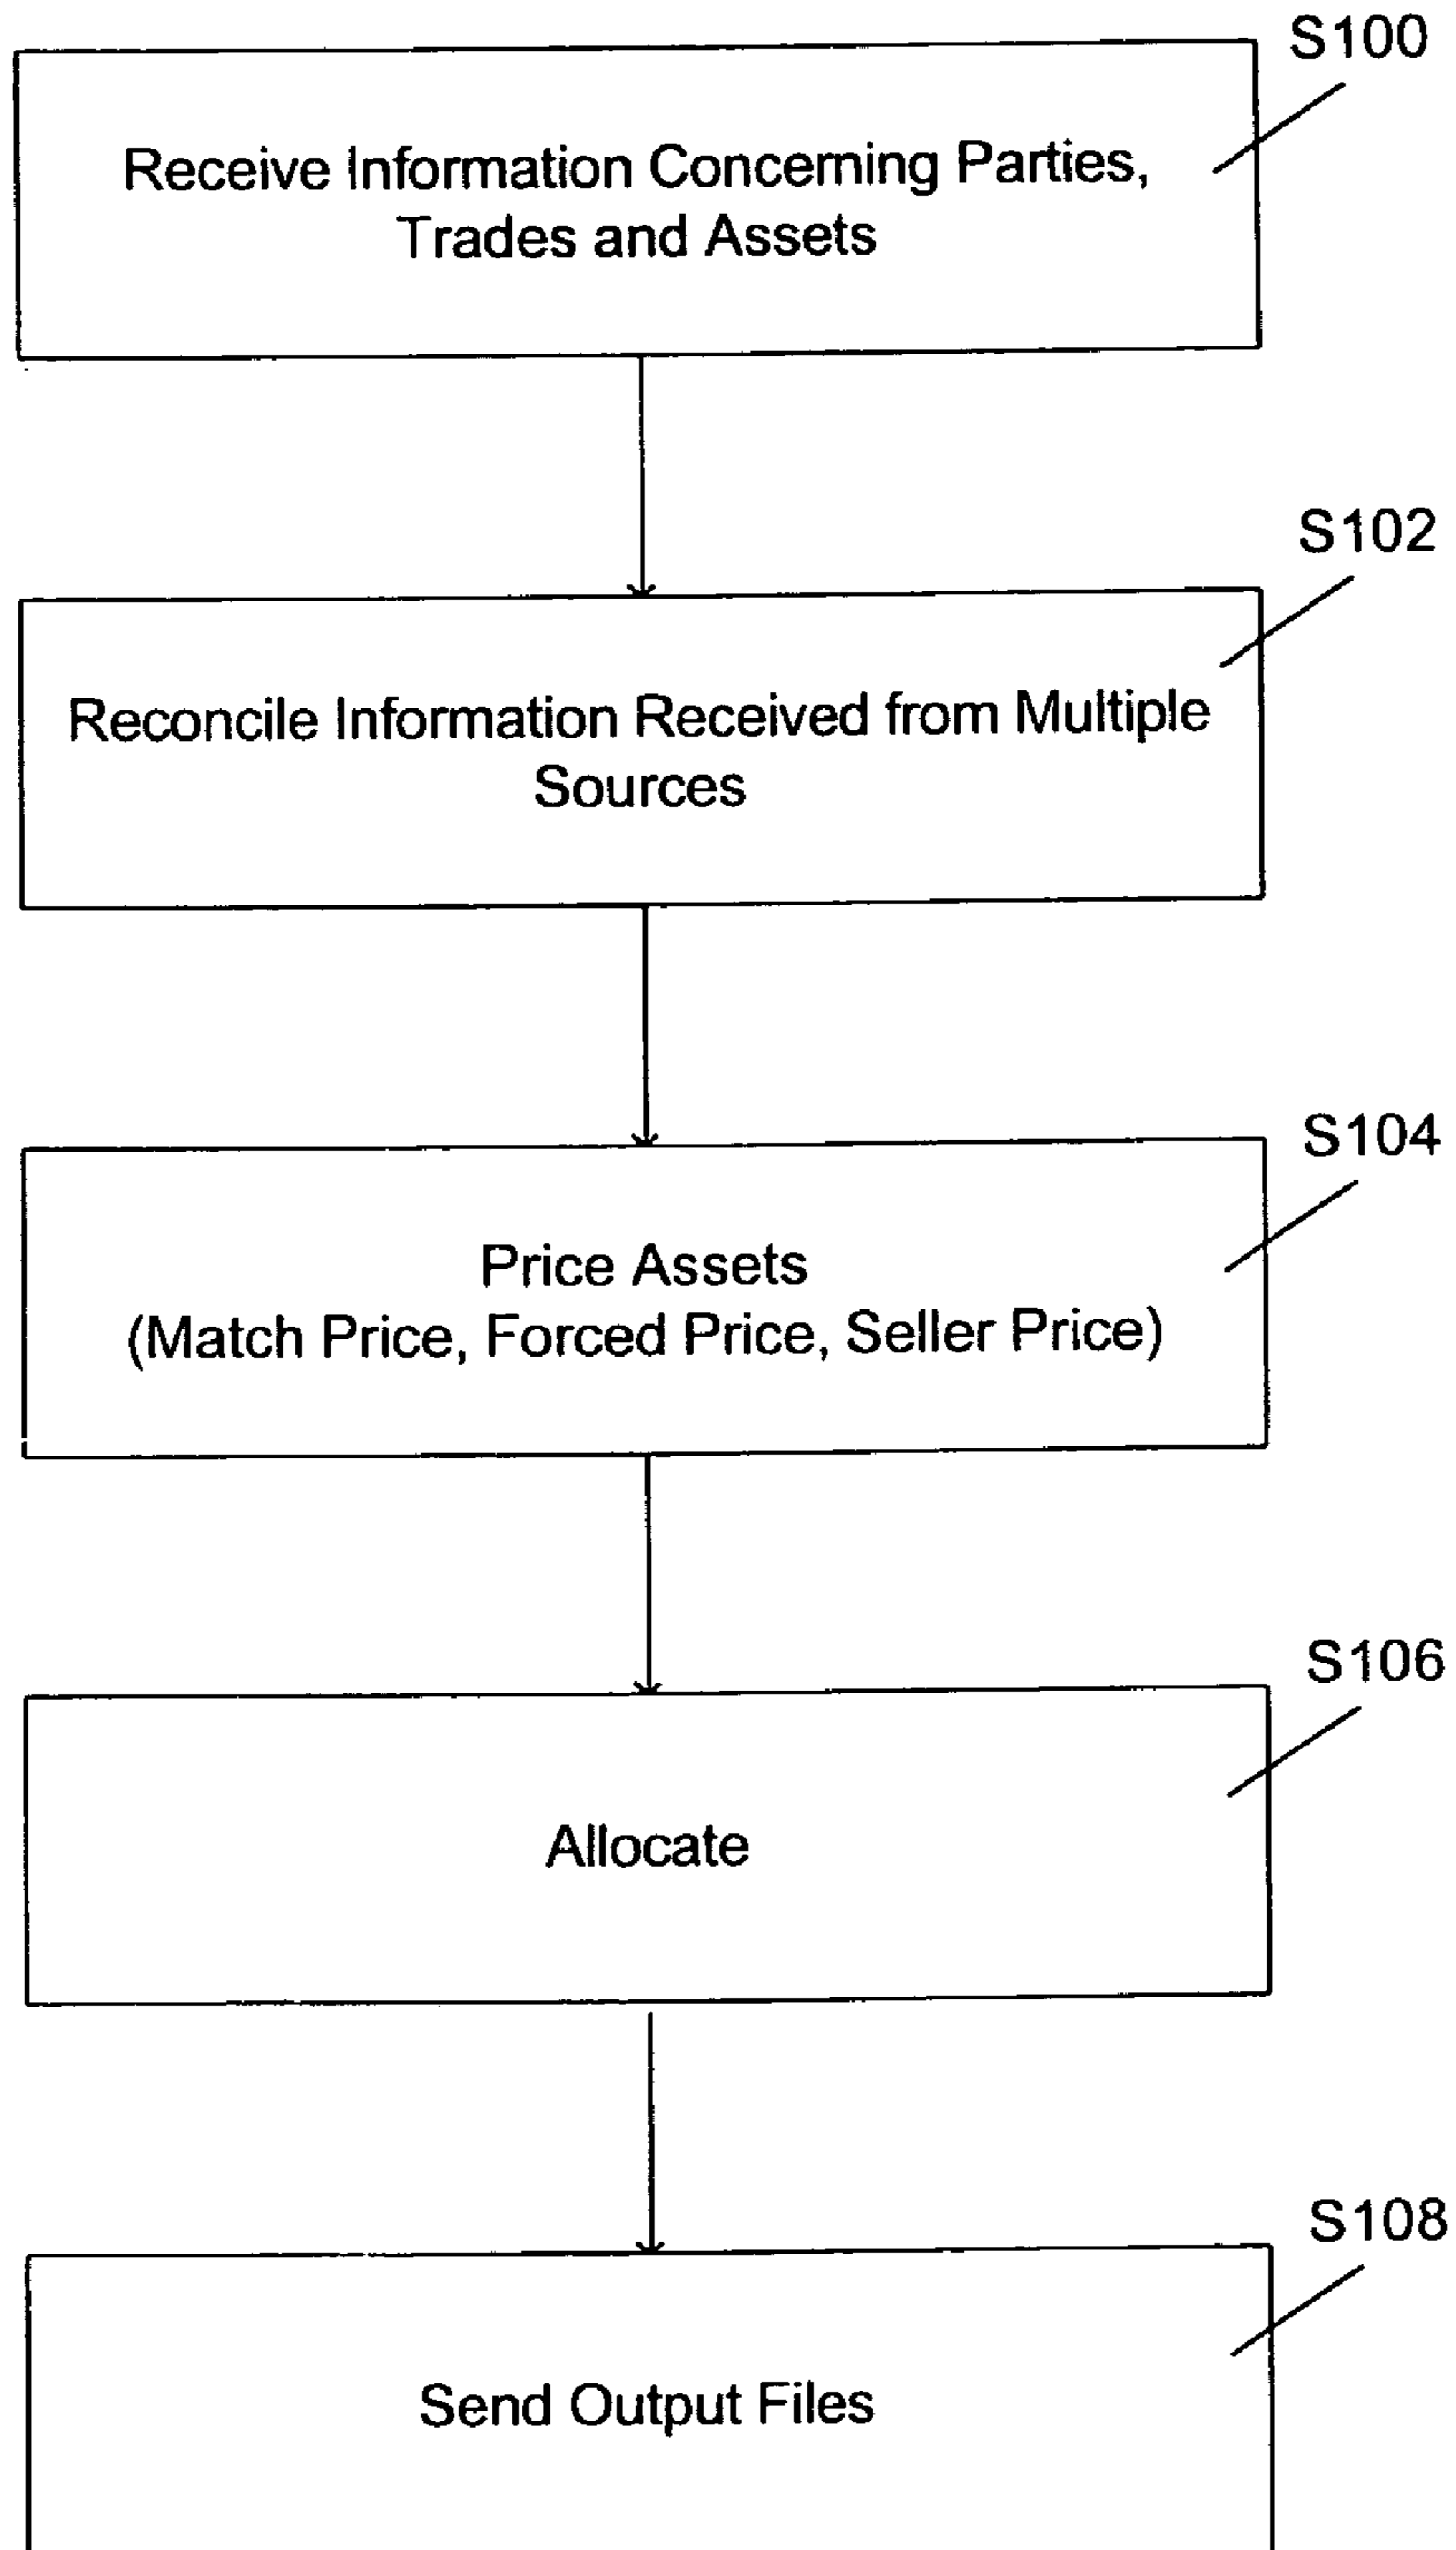 S100
Receive Information Concerning Parties,
Trades and Assets
S102
Reconcile Information Received from Multiple
Sources
S104
Price Assets
(Match Price, Forced Price, Seller Price)
S106
Allocate
S108
Send Output Files